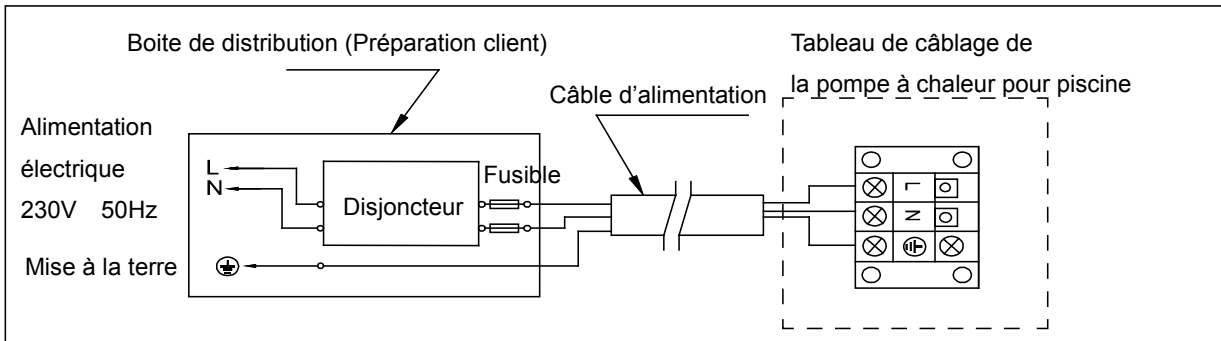 Boite de distribution (Préparation client)
Tableau de câblage de
la pompe à chaleur pour piscine
Câble d’alimentation
Alimentation
électrique
230V 50Hz
L
N
Disjoncteur
Fusible
Mise à la terre
L
N